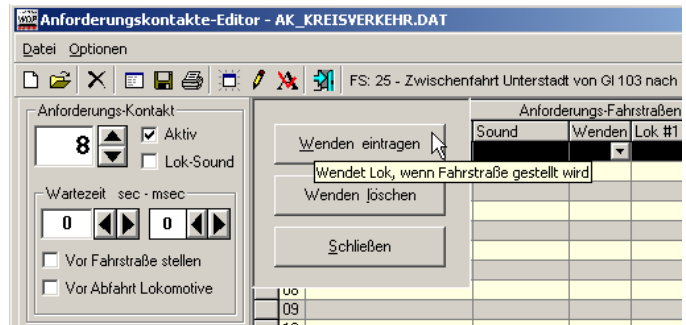 WDP Anforderungskontakte-Editor - AK_KREISVERKEHR.DAT
Datei Optionen
FS: 25 - Zwischenfahrt Unterstadt von Gl 103 nach
Anforderungs-Kontakt
8
Aktiv
Lok-Sound
Wartezeit sec - msec
0 0
Vor Fahrstraße stellen
Vor Abfahrt Lokomotive
Wenden eintragen
Wendet Lok, wenn Fahrstraße gestellt wird
Wenden löschen
Schließen
Anforderungs-Fahrstraßen
Sound Wenden Lok #1
08
09